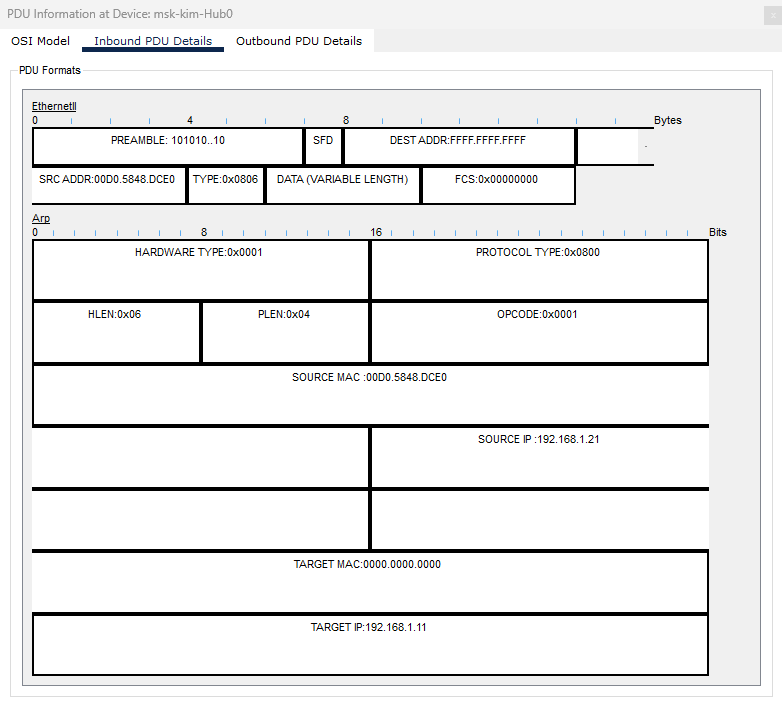 PDU Information at Device: msk-kim-Hub0
x
OSI Model Inbound PDU Details Outbound PDU Details
PDU Formats
EthernetII
0 4 8 Bytes
PREAMBLE: 101010..10 SFD DEST ADDR:FFFF.FFFF.FFFF
SRC ADDR:00D0.5848.DCE0 TYPE:0x0806 DATA (VARIABLE LENGTH) FCS:0x00000000
Arp
0 8 16 Bits
HARDWARE TYPE:0x0001 PROTOCOL TYPE:0x0800
HLEN:0x06 PLEN:0x04 OPCODE:0x0001
SOURCE MAC :00D0.5848.DCE0
SOURCE IP :192.168.1.21
TARGET MAC:0000.0000.0000
TARGET IP:192.168.1.11